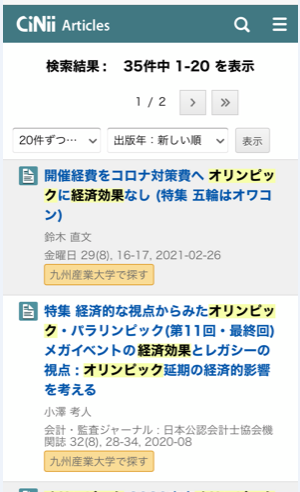 CiNii Articles
検索結果: 35件中 1-20 を表示
1 / 2
20件ずつ… 出版年:新しい順 表示
開催経費をコロナ対策費へ オリンピッ
クに経済効果なし (特集 五輪はオワコ
ン)
鈴木 直文
金曜日 29(8), 16-17, 2021-02-26
九州産業大学で探す
特集 経済的な視点からみたオリンピッ
ク・パラリンピック(第11回・最終回)
メガイベントの経済効果とレガシーの
視点 : オリンピック延期の経済的影響
を考える
小澤 考人
会計・監査ジャーナル : 日本公認会計士協会機
関誌 32(8), 28-34, 2020-08
九州産業大学で探す